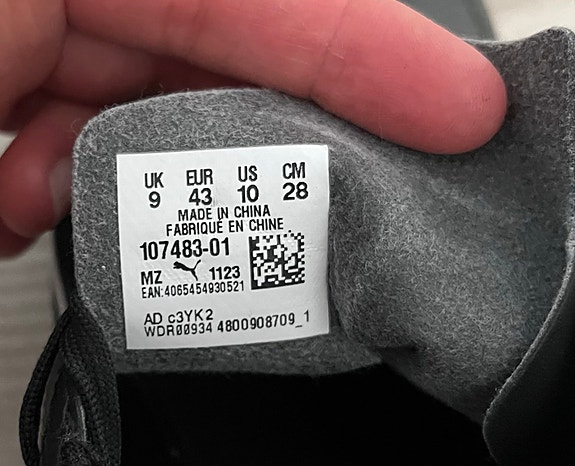 UK EUR US CM
9 43 10 28
MADE IN CHINA
FABRIQUÉ EN CHINE
107483-01
MZ 1123
EAN:4065454930521
AD c3YK2
WDR00934 4800908709_1